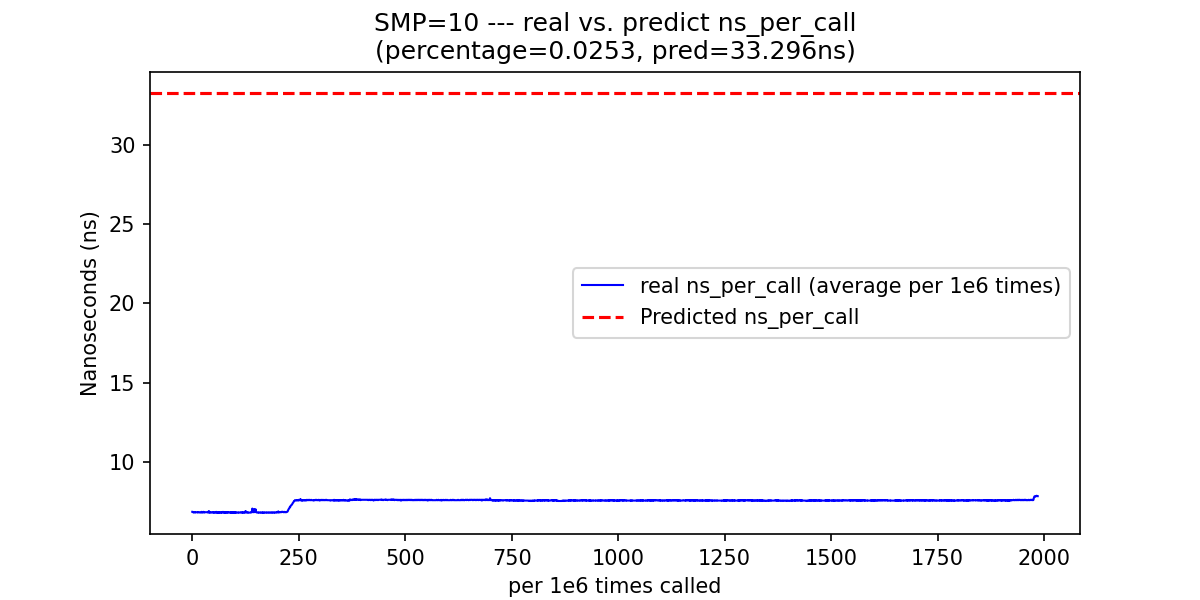 SMP=10 --- real vs. predict ns_per_call
(percentage=0.0253, pred=33.296ns)
Nanoseconds (ns)
30
25
20
15
10
real ns_per_call (average per 1e6 times)
Predicted ns_per_call
0 250 500 750 1000 1250 1500 1750 2000
per 1e6 times called